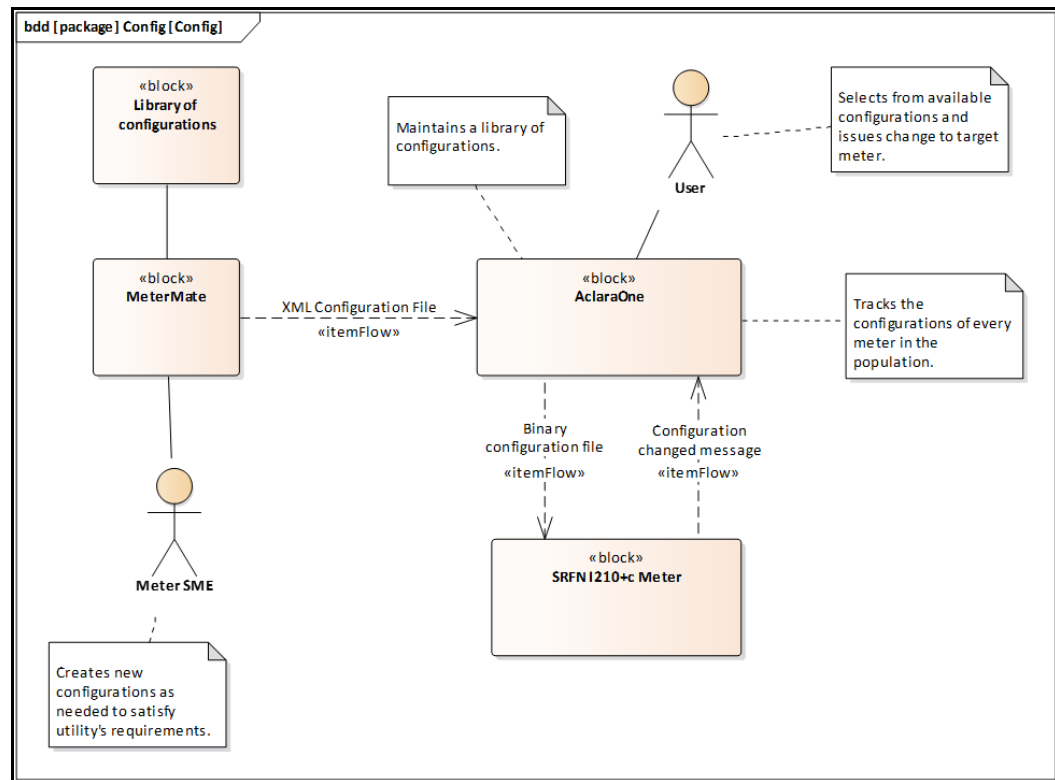 bdd [package] Config [Config]
«block»
Library of
configurations
Maintains a library of
configurations.
User
Selects from available
configurations and
issues change to target
meter.
«block»
MeterMate
XML Configuration File
«itemFlow»
«block»
AclaraOne
Tracks the
configurations of every
meter in the
population.
Binary
configuration file
«itemFlow»
Configuration
changed message
«itemFlow»
Meter SME
«block»
SRFN I210+c Meter
Creates new
configurations as
needed to satisfy
utility's requirements.